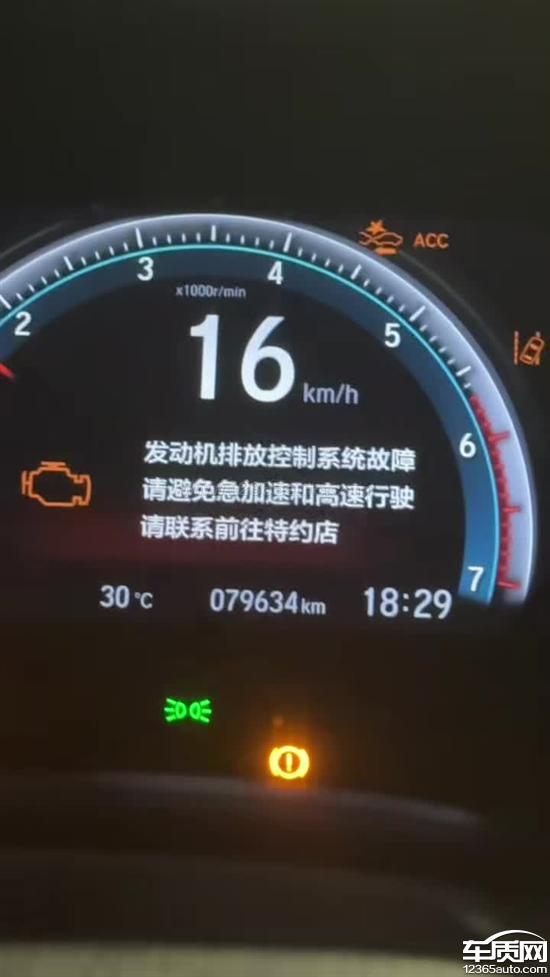 ACC
3
4
x1000r/min
2
5
16 km/h
6
发动机排放控制系统故障
请避免急加速和高速行驶
请联系前往特约店
7
30℃ 079634km 18:29
车质网
12365auto.com